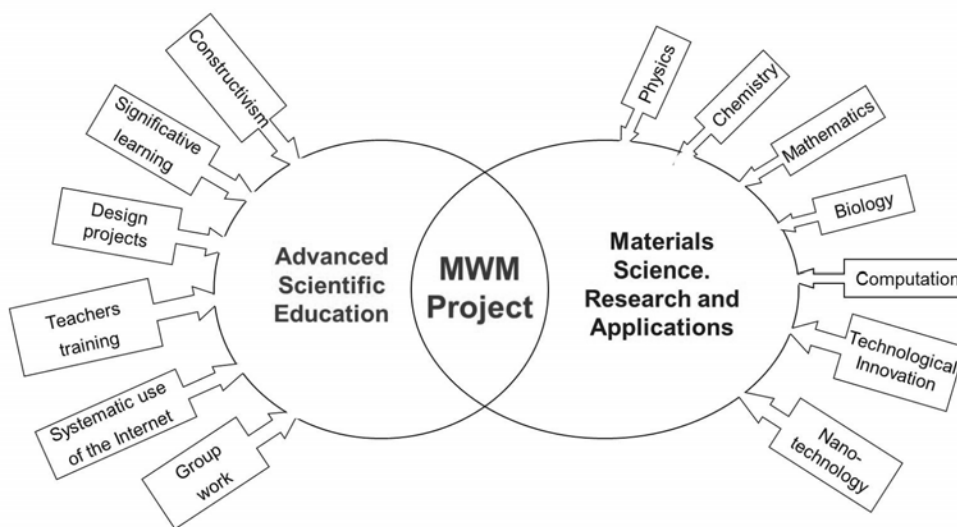 Constructivism
Significative
learning
Design
projects
Teachers
training
Systematic use
of the Internet
Group
work
Advanced
Scientific
Education
MWM
Project
Materials
Science.
Research and
Applications
Physics
Chemistry
Mathematics
Biology
Computation
Technological
Innovation
Nano-
technology